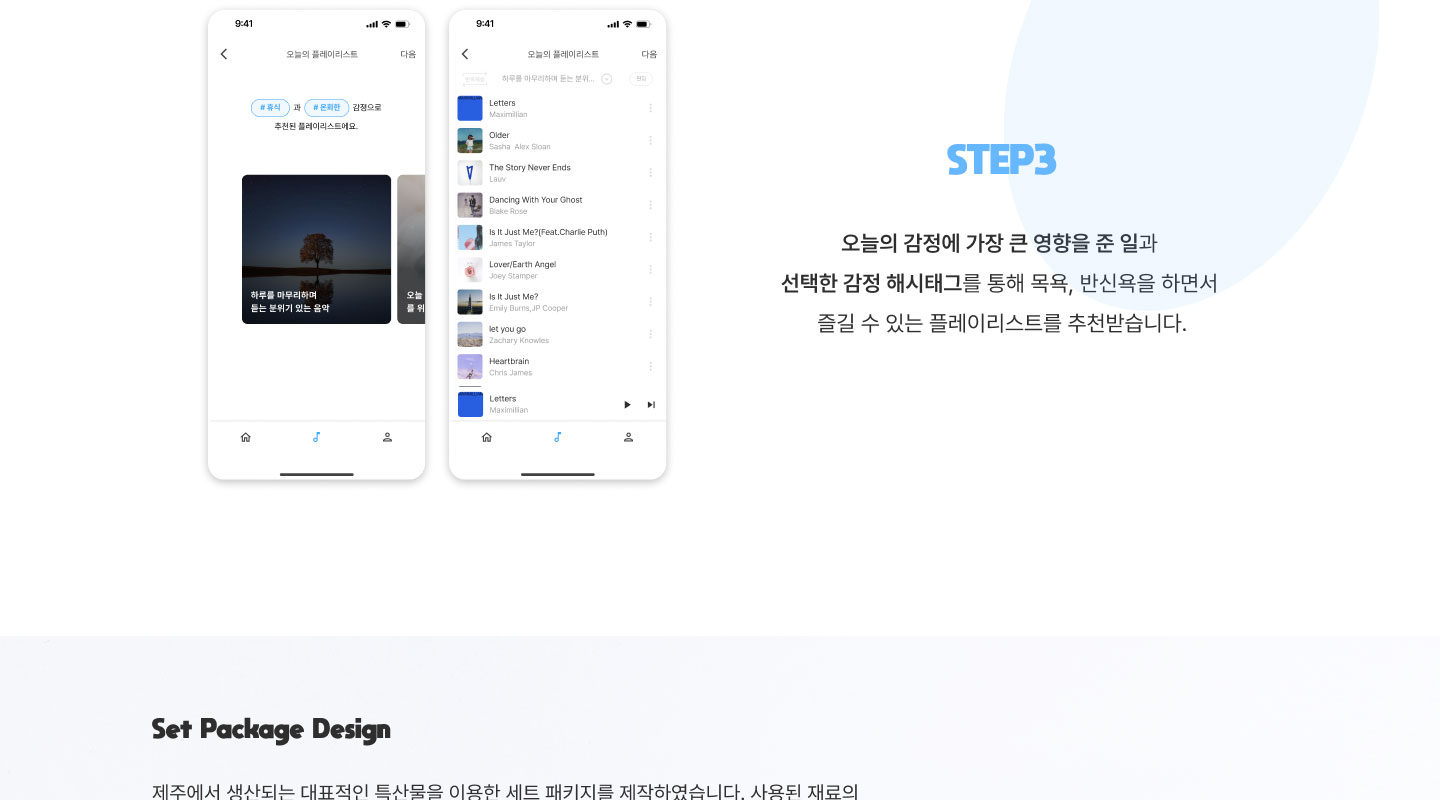 9:41
오늘의 플레이리스트
다음
# 휴식 과 # 온화한 감정으로
추천된 플레이리스트에요.
하루를 마무리하며
듣는 분위기 있는 음악
오늘
를 위
9:41
오늘의 플레이리스트
다음
하루를 마무리하며 듣는 분위...
Letters
Maximillian
Older
Sasha Alex Sloan
The Story Never Ends
Lauv
Dancing With Your Ghost
Blake Rose
Is It Just Me?(Feat.Charlie Puth)
James Taylor
Lover/Earth Angel
Joey Stamper
Is It Just Me?
Emily Burns,JP Cooper
let you go
Zachary Knowles
Heartbrain
Chris James
Letters
Maximillian
STEP3
오늘의 감정에 가장 큰 영향을 준 일과
선택한 감정 해시태그를 통해 목욕, 반신욕을 하면서
즐길 수 있는 플레이리스트를 추천받습니다.
Set Package Design
제주에서 생산되는 대표적인 특산물을 이용한 세트 패키지를 제작하였습니다. 사용된 재료의